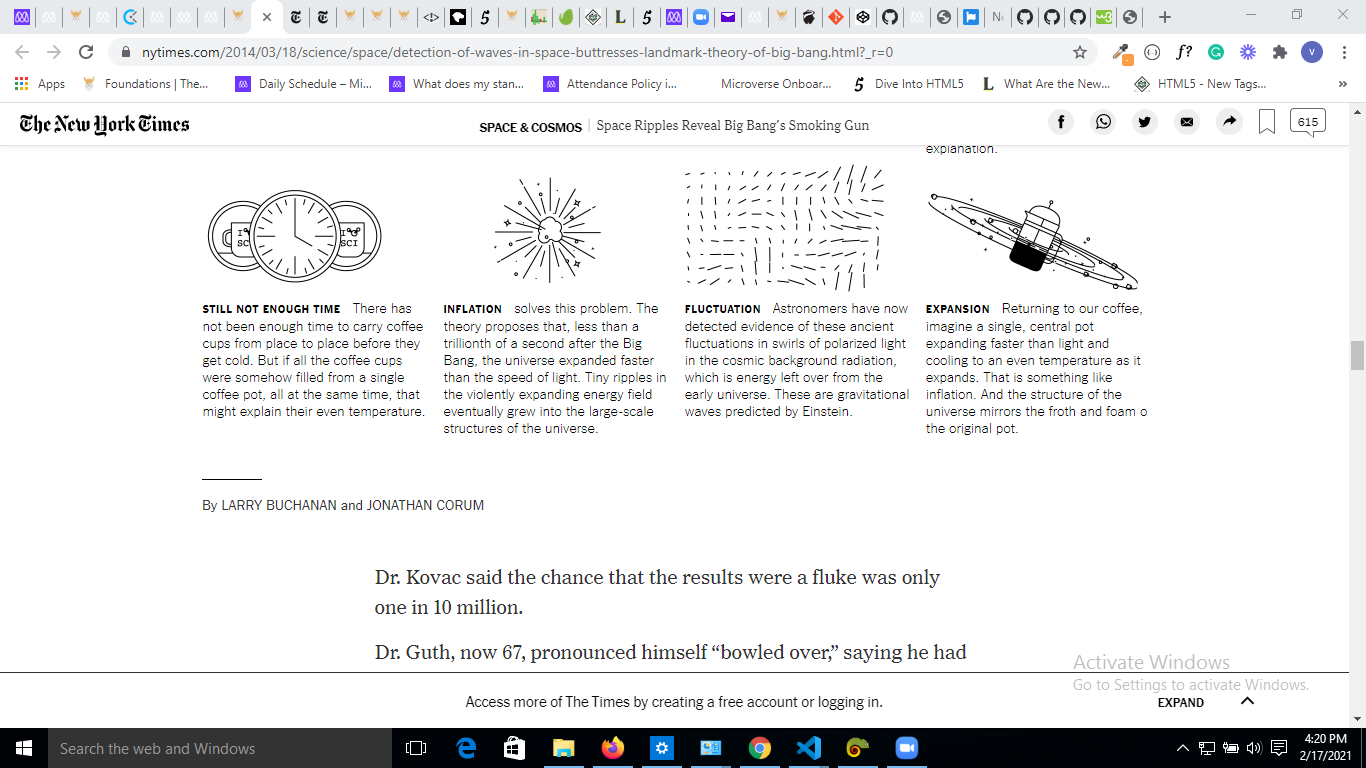 nytimes.com/2014/03/18/science/space/detection-of-waves-in-space-buttresses-landmark-theory-of-big-bang.html?_r=0
f?
V
Apps
Foundations | The...
Daily Schedule – Mi...
What does my stan...
Attendance Policy i...
Microverse Onboar...
Dive Into HTML5
What Are the New...
HTML5 - New Tags...
»
The New York Times
SPACE & COSMOS | Space Ripples Reveal Big Bang's Smoking Gun
615
explanation.
I
SC
I
SCI
STILL NOT ENOUGH TIME There has
not been enough time to carry coffee
cups from place to place before they
get cold. But if all the coffee cups
were somehow filled from a single
coffee pot, all at the same time, that
might explain their even temperature.
INFLATION solves this problem. The
theory proposes that, less than a
trillionth of a second after the Big
Bang, the universe expanded faster
than the speed of light. Tiny ripples in
the violently expanding energy field
eventually grew into the large-scale
structures of the universe.
FLUCTUATION Astronomers have now
detected evidence of these ancient
fluctuations in swirls of polarized light
in the cosmic background radiation,
which is energy left over from the
early universe. These are gravitational
waves predicted by Einstein.
EXPANSION Returning to our coffee,
imagine a single, central pot
expanding faster than light and
cooling to an even temperature as it
expands. That is something like
inflation. And the structure of the
universe mirrors the froth and foam o
the original pot.
By LARRY BUCHANAN and JONATHAN CORUM
Dr. Kovac said the chance that the results were a fluke was only
one in 10 million.
Dr. Guth, now 67, pronounced himself “bowled over,” saying he had
Activate Windows
Go to Settings to activate Windows.
Access more of The Times by creating a free account or logging in.
EXPAND
Search the web and Windows
4:20 PM
2/17/2021